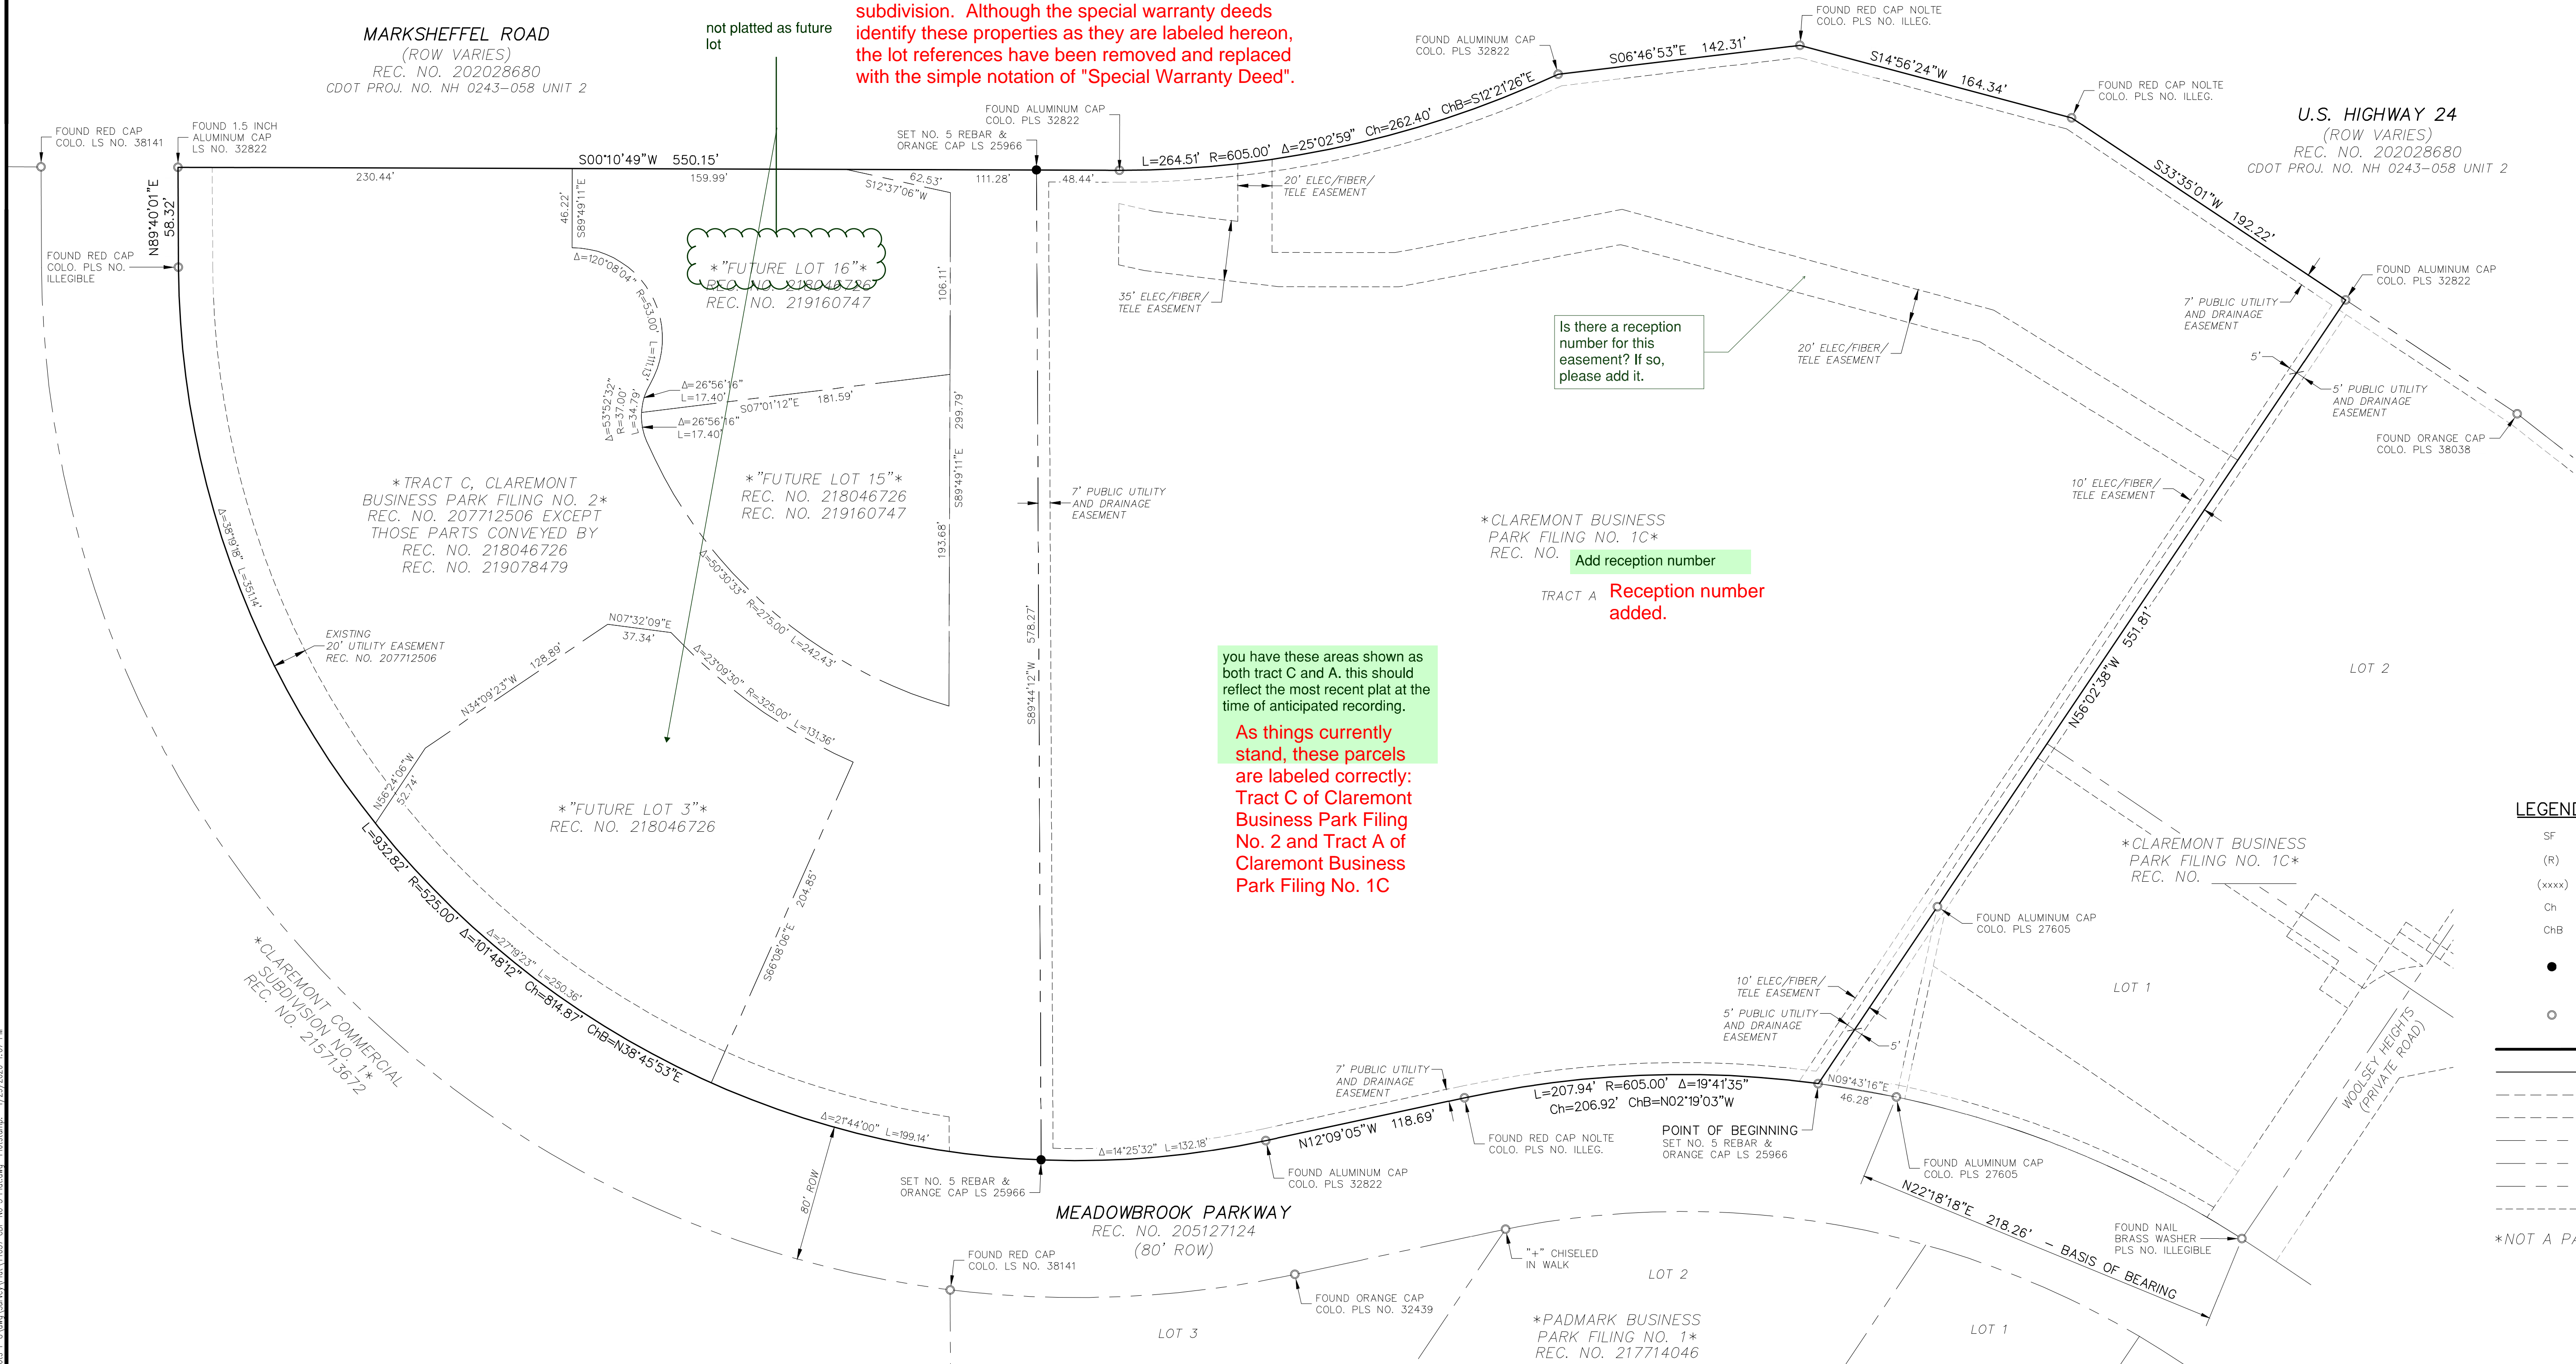 MARKSHEFFEL ROAD
(ROW VARIES)
REC. NO. 202028680
CDOT PROJ. NO. NH 0243-058 UNIT 2
not platted as future
lot
subdivision. Although the special warranty deeds
identify these properties as they are labeled hereon,
the lot references have been removed and replaced
with the simple notation of "Special Warranty Deed".
FOUND ALUMINUM CAP
COLO. PLS 32822
S06°46'53"E 142.31'
FOUND RED CAP NOLTE
COLO. PLS NO. ILLEG.
S14°56'24"W 164.34'
FOUND RED CAP NOLTE
COLO. PLS NO. ILLEG.
U.S. HIGHWAY 24
(ROW VARIES)
REC. NO. 202028680
CDOT PROJ. NO. NH 0243-058 UNIT 2
FOUND RED CAP
COLO. LS NO. 38141
FOUND 1.5 INCH
ALUMINUM CAP
LS NO. 32822
FOUND ALUMINUM CAP
COLO. PLS 32822
SET NO. 5 REBAR &
ORANGE CAP LS 25966
S00°10'49"W 550.15'
L=264.51' R=605.00' Δ=25°02'59" Ch=262.40' ChB=S12°21'26"E
230.44'
159.99'
62.53'
S12°37'06"W
111.28'
48.44'
20' ELEC/FIBER/
TELE EASEMENT
S33°35'01"W 192.22'
N89°40'01"E
58.32'
46.22'
S89°49'11"E
FOUND RED CAP
COLO. PLS NO.
ILLEGIBLE
Δ=120°08'04" R=53.00' L=111.13'
*"FUTURE LOT 16"*
REC. NO. 218046726
REC. NO. 219160747
106.11'
35' ELEC/FIBER/
TELE EASEMENT
Is there a reception
number for this
easement? If so,
please add it.
20' ELEC/FIBER/
TELE EASEMENT
FOUND ALUMINUM CAP
COLO. PLS 32822
7' PUBLIC UTILITY
AND DRAINAGE
EASEMENT
5'
5' PUBLIC UTILITY
AND DRAINAGE
EASEMENT
FOUND ORANGE CAP
COLO. PLS 38038
Δ=26°56'16"
L=17.40'
S07°01'12"E 181.59'
Δ=26°56'16"
L=17.40'
Δ=53°52'32"
R=37.00'
L=34.79'
S89°49'11"E 299.79'
*TRACT C, CLAREMONT
BUSINESS PARK FILING NO. 2*
REC. NO. 207712506 EXCEPT
THOSE PARTS CONVEYED BY
REC. NO. 218046726
REC. NO. 219078479
*"FUTURE LOT 15"*
REC. NO. 218046726
REC. NO. 219160747
7' PUBLIC UTILITY
AND DRAINAGE
EASEMENT
10' ELEC/FIBER/
TELE EASEMENT
193.68'
*CLAREMONT BUSINESS
PARK FILING NO. 1C*
REC. NO.
Add reception number
TRACT A
Reception number
added.
Δ=38°19'18" L=351.14'
Δ=50°30'33" R=275.00' L=242.43'
S89°44'12"W 578.27'
N56°02'38"W 551.81'
LOT 2
EXISTING
20' UTILITY EASEMENT
REC. NO. 207712506
N07°32'09"E
37.34'
N34°09'23"W 128.89'
Δ=23°09'30" R=325.00' L=131.36'
you have these areas shown as
both tract C and A. this should
reflect the most recent plat at the
time of anticipated recording.
As things currently
stand, these parcels
are labeled correctly:
Tract C of Claremont
Business Park Filing
No. 2 and Tract A of
Claremont Business
Park Filing No. 1C
N56°24'06"W
52.74'
*"FUTURE LOT 3"*
REC. NO. 218046726
S66°08'06"E 204.85'
LEGEND
SF
(R)
(xxxx)
Ch
ChB
*CLAREMONT BUSINESS
PARK FILING NO. 1C*
REC. NO.
FOUND ALUMINUM CAP
COLO. PLS 27605
L=932.82' R=525.00' Δ=101°48'12" Ch=814.87' ChB=N38°45'53"E
Δ=27°19'23" L=250.36'
*CLAREMONT COMMERCIAL
SUBDIVISION NO. 1*
REC. NO. 215713672
10' ELEC/FIBER/
TELE EASEMENT
5' PUBLIC UTILITY
AND DRAINAGE
EASEMENT
5'
LOT 1
WOOLSEY HEIGHTS
(PRIVATE ROAD)
7' PUBLIC UTILITY
AND DRAINAGE
EASEMENT
L=207.94' R=605.00' Δ=19°41'35"
Ch=206.92' ChB=N02°19'03"W
N09°43'16"E
46.28'
Δ=21°44'00" L=199.14'
Δ=14°25'32" L=132.18'
N12°09'05"W 118.69'
FOUND RED CAP NOLTE
COLO. PLS NO. ILLEG.
POINT OF BEGINNING
SET NO. 5 REBAR &
ORANGE CAP LS 25966
FOUND ALUMINUM CAP
COLO. PLS 27605
SET NO. 5 REBAR &
ORANGE CAP LS 25966
FOUND ALUMINUM CAP
COLO. PLS 32822
80' ROW
MEADOWBROOK PARKWAY
REC. NO. 205127124
(80' ROW)
N22°18'18"E 218.26' - BASIS OF BEARING
FOUND NAIL
BRASS WASHER
PLS NO. ILLEGIBLE
*NOT A PA
FOUND RED CAP
COLO. LS NO. 38141
"+" CHISELED
IN WALK
FOUND ORANGE CAP
COLO. PLS NO. 32439
LOT 2
LOT 3
*PADMARK BUSINESS
PARK FILING NO. 1*
REC. NO. 217714046
LOT 1